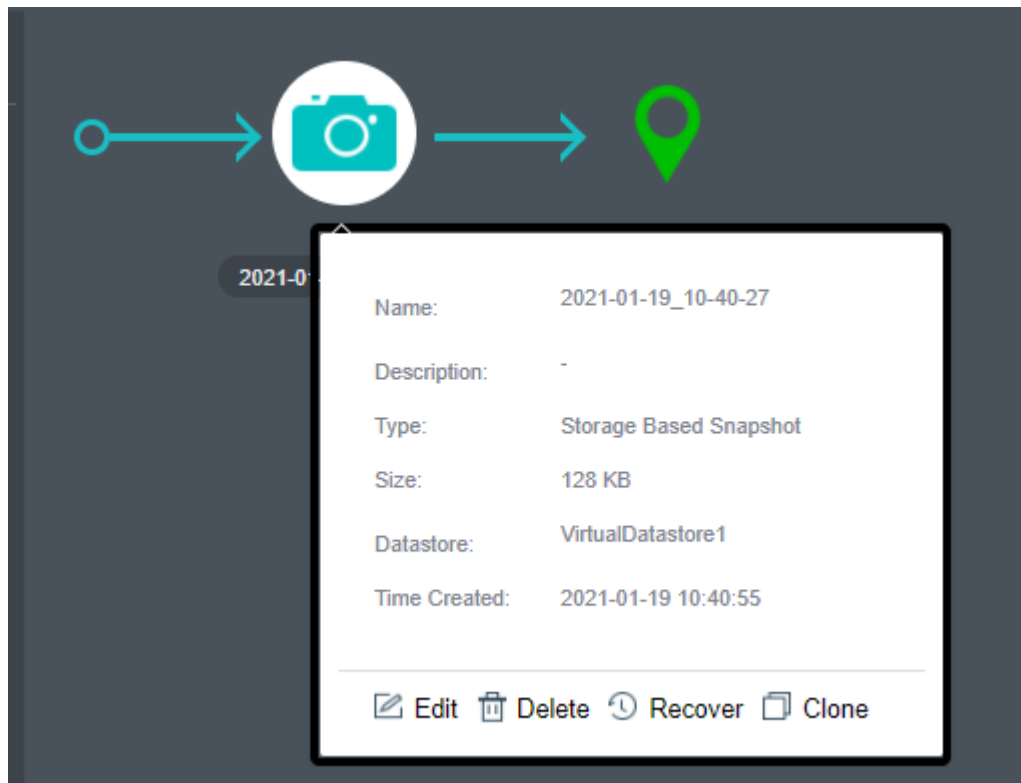 2021-01
Name: 2021-01-19_10-40-27
Description: -
Type: Storage Based Snapshot
Size: 128 KB
Datastore: VirtualDatastore1
Time Created: 2021-01-19 10:40:55
Edit Delete Recover Clone